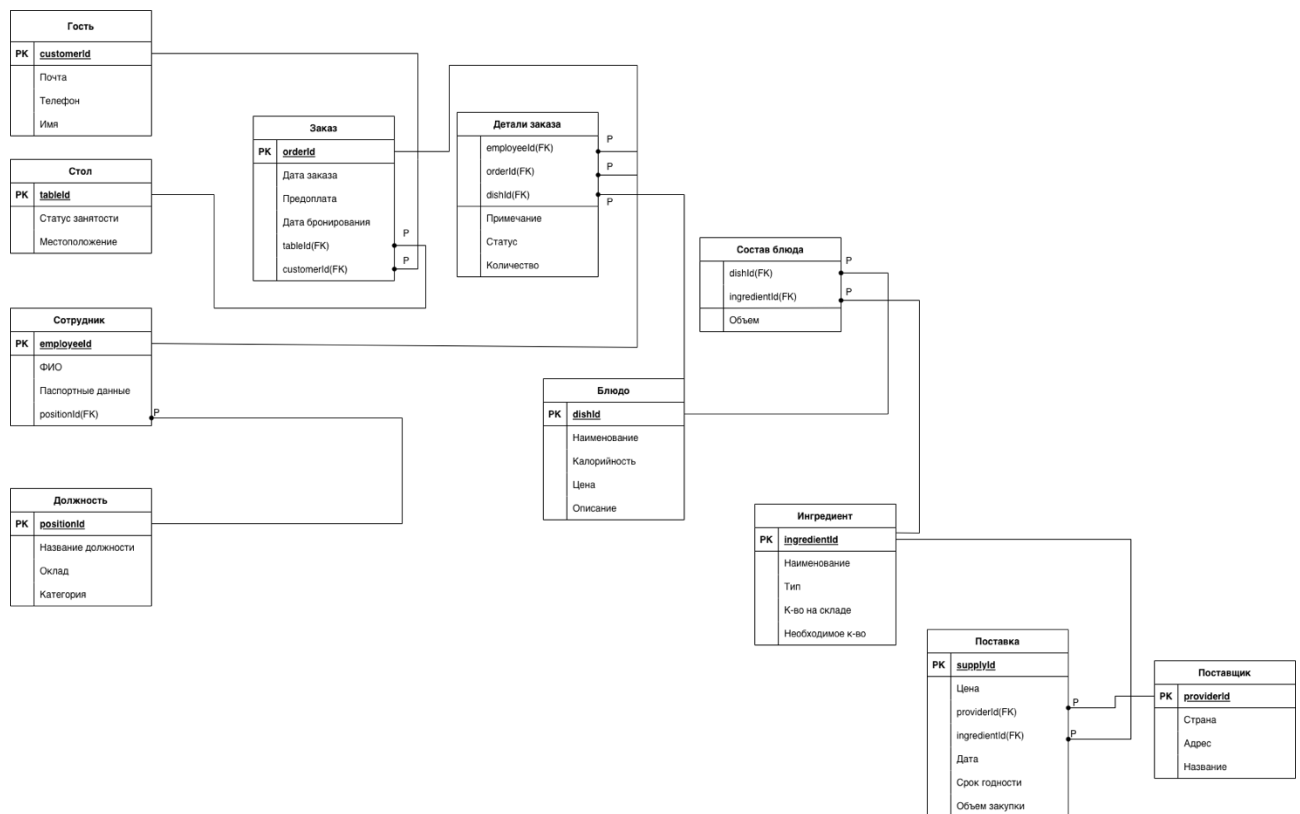 Гость
PK customerId
Почта
Телефон
Имя
Стол
PK tableId
Статус занятости
Местоположение
Сотрудник
PK employeeId
ФИО
Паспортные данные
positionId(FK)
P
Должность
PK positionId
Название должности
Оклад
Категория
Заказ
PK orderId
Дата заказа
Предоплата
Дата бронирования
tableId(FK)
P
customerId(FK)
P
Детали заказа
employeeId(FK)
P
orderId(FK)
P
dishId(FK)
P
Примечание
Статус
Количество
Блюдо
PK dishId
Наименование
Калорийность
Цена
Описание
Состав блюда
dishId(FK)
P
ingredientId(FK)
P
Объем
Ингредиент
PK ingredientId
Наименование
Тип
К-во на складе
Необходимое к-во
Поставка
PK supplyId
Цена
providerId(FK)
P
ingredientId(FK)
P
Дата
Срок годности
Объем закупки
Поставщик
PK providerId
Страна
Адрес
Название